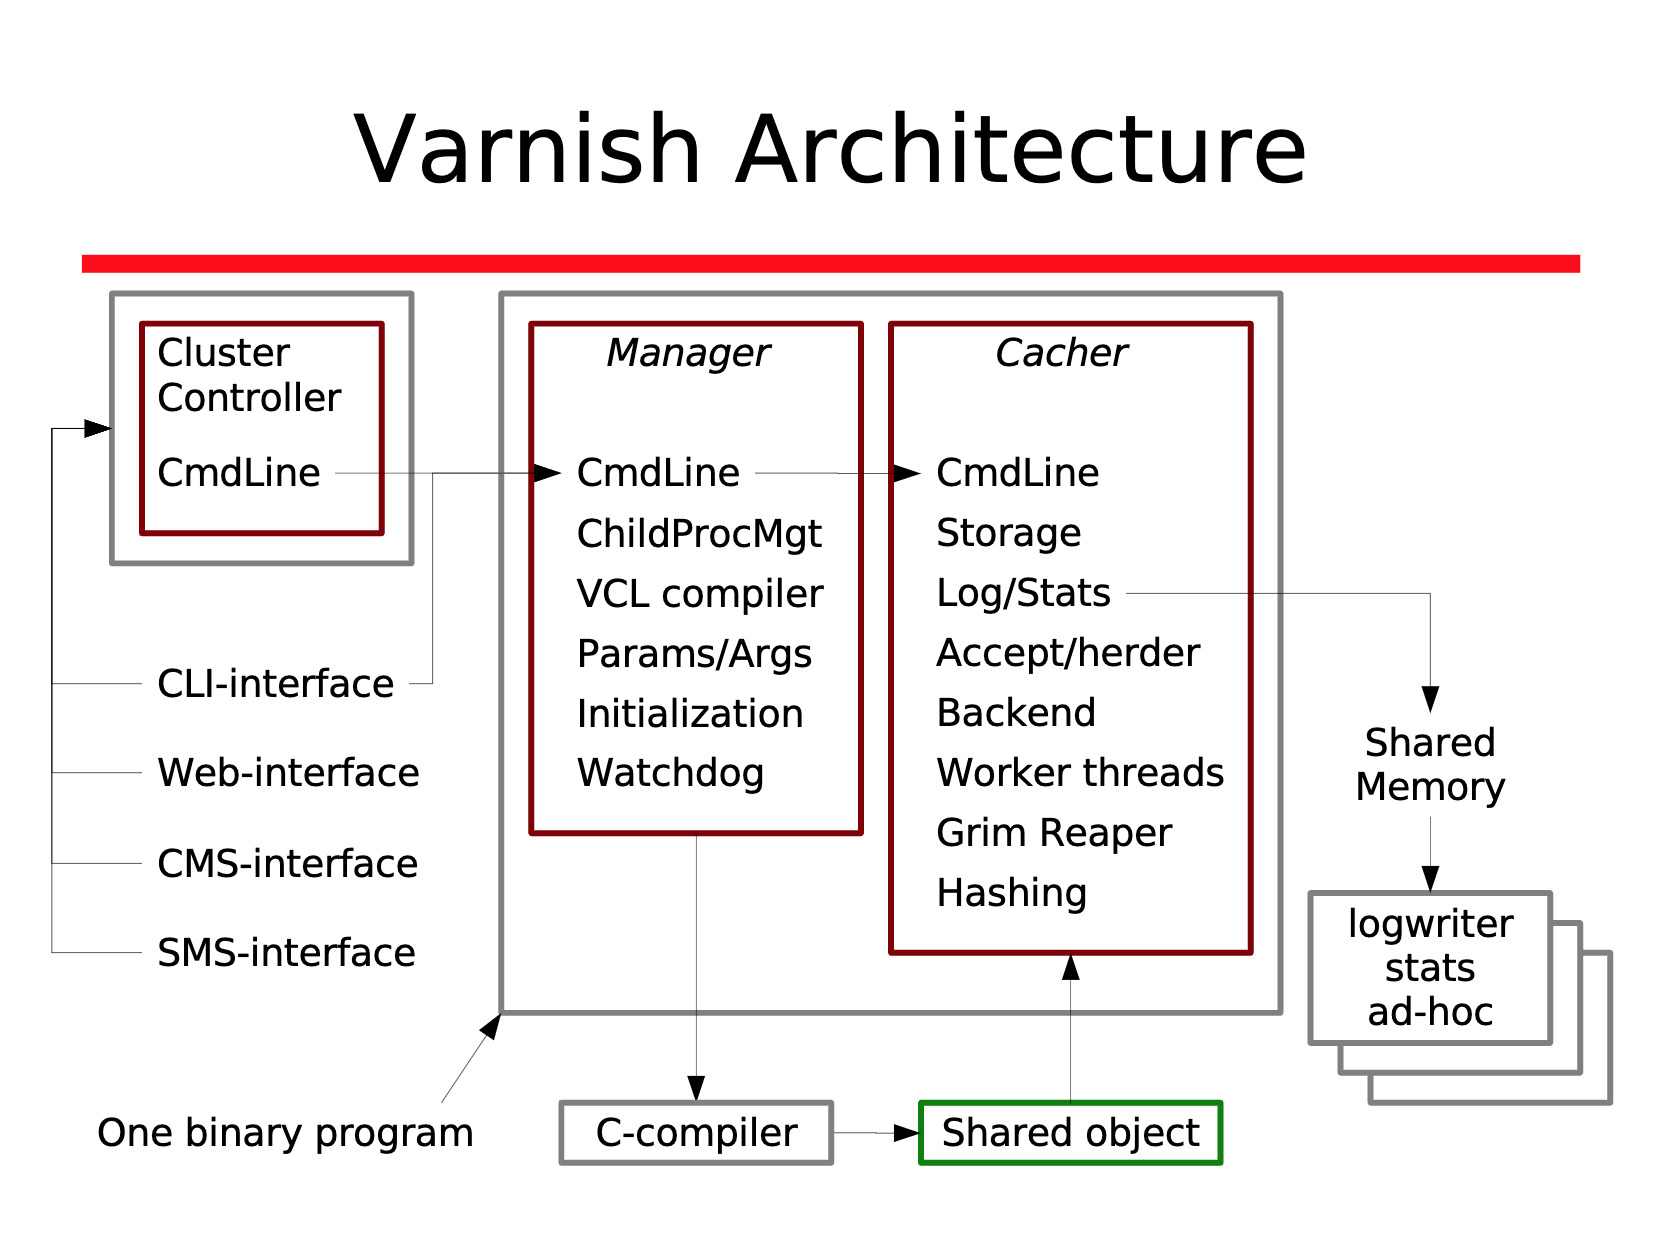 Varnish Architecture
Cluster
Controller
CmdLine
CLI-interface
Web-interface
CMS-interface
SMS-interface
One binary program
Manager
CmdLine
ChildProcMgt
VCL compiler
Params/Args
Initialization
Watchdog
Cacher
CmdLine
Storage
Log/Stats
Accept/herder
Backend
Worker threads
Grim Reaper
Hashing
Shared
Memory
logwriter
stats
ad-hoc
C-compiler
Shared object